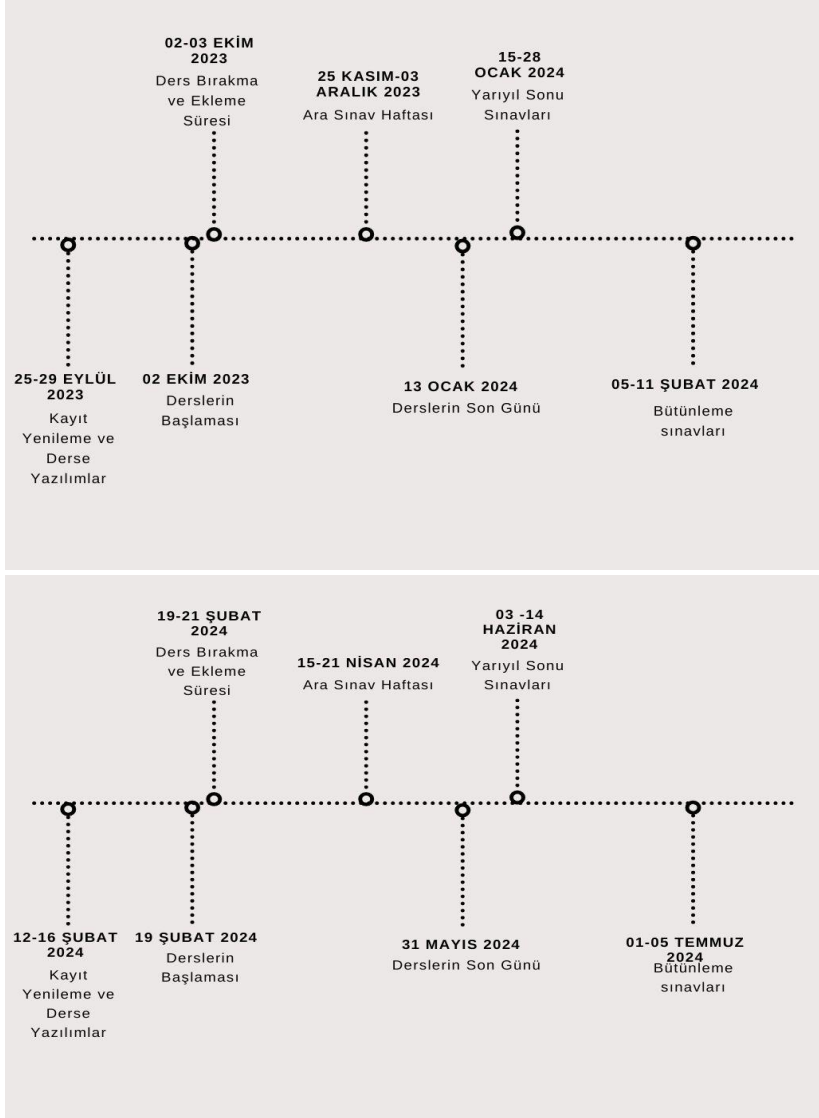 02-03 EKİM
2023
Ders Bırakma
ve Ekleme
Süresi
25 KASIM-03
ARALIK 2023
Ara Sınav Haftası
15-28
OCAK 2024
Yarıyıl Sonu
Sınavları
25-29 EYLÜL
2023
Kayıt
Yenileme ve
Derse
Yazılımlar
02 EKİM 2023
Derslerin
Başlaması
13 OCAK 2024
Derslerin Son Günü
05-11 ŞUBAT 2024
Bütünleme
sınavları
19-21 ŞUBAT
2024
Ders Bırakma
ve Ekleme
Süresi
15-21 NİSAN 2024
Ara Sınav Haftası
03 -14
HAZİRAN
2024
Yarıyıl Sonu
Sınavları
12-16 ŞUBAT
2024
Kayıt
Yenileme ve
Derse
Yazılımlar
19 ŞUBAT 2024
Derslerin
Başlaması
31 MAYIS 2024
Derslerin Son Günü
01-05 TEMMUZ
2024
Bütünleme
sınavları